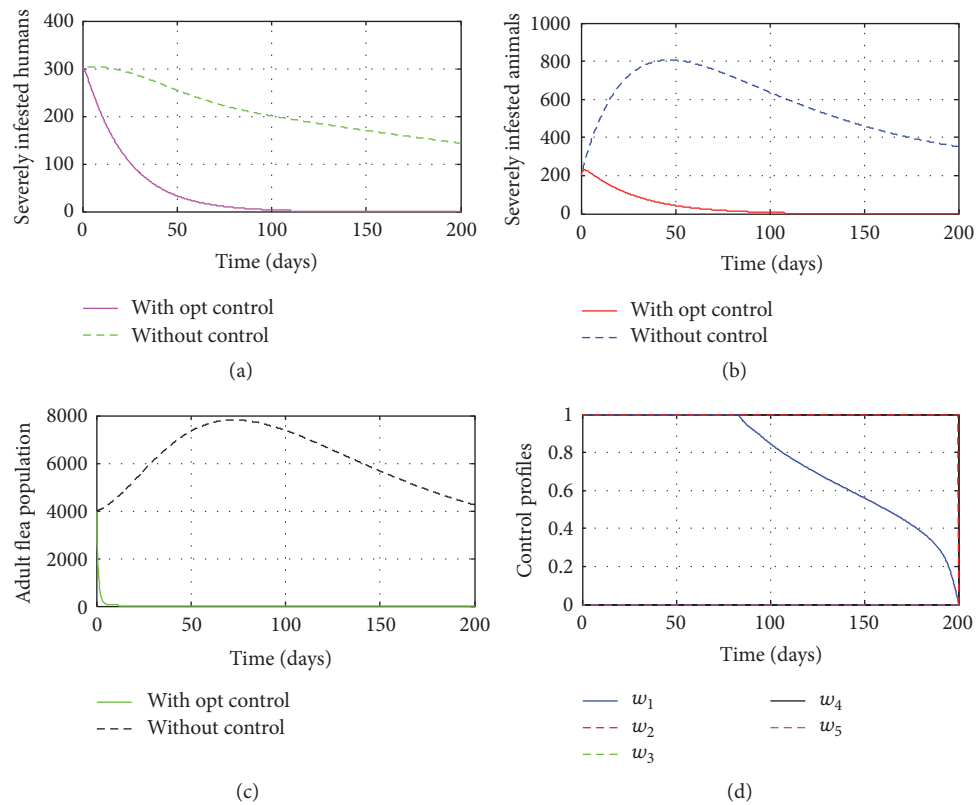 400
300
200
100
0
Severely infested humans
0 50 100 150 200
Time (days)
With opt control
Without control
(a)
1000
800
600
400
200
0
Severely infested animals
0 50 100 150 200
Time (days)
With opt control
Without control
(b)
8000
6000
4000
2000
0
Adult flea population
0 50 100 150 200
Time (days)
With opt control
Without control
(c)
1
0.8
0.6
0.4
0.2
0
Control profiles
0 50 100 150 200
Time (days)
w1
w2
w3
w4
w5
(d)